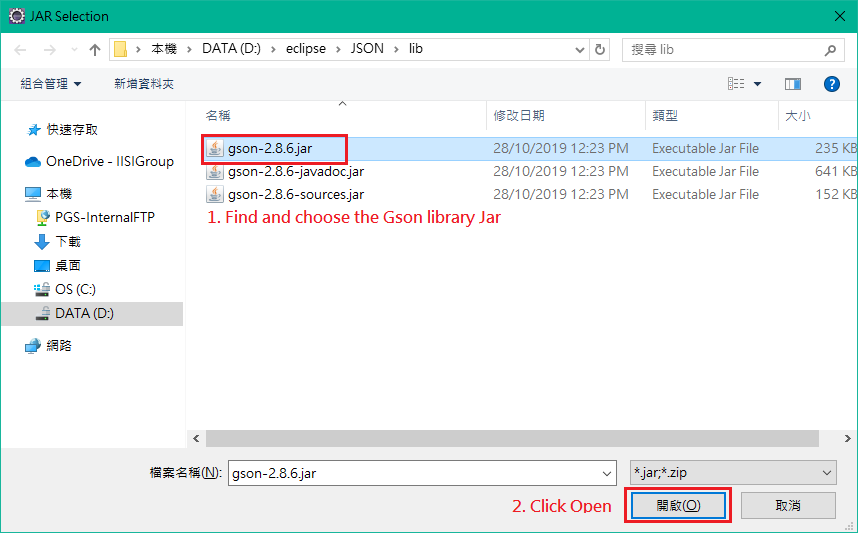 JAR Selection
本機 › DATA (D:) › eclipse › JSON › lib
搜尋 lib
組合管理 新增資料夾
名稱 修改日期 類型 大小
快速存取
OneDrive - IISIGroup
本機
PGS-InternalFTP
下載
桌面
OS (C:)
DATA (D:)
網路
gson-2.8.6.jar 28/10/2019 12:23 PM Executable Jar File 235 KB
gson-2.8.6-javadoc.jar 28/10/2019 12:23 PM Executable Jar File 641 KB
gson-2.8.6-sources.jar 28/10/2019 12:23 PM Executable Jar File 152 KB
1. Find and choose the Gson library Jar
檔案名稱(N): gson-2.8.6.jar *.jar;*.zip
2. Click Open 開啟(O) 取消